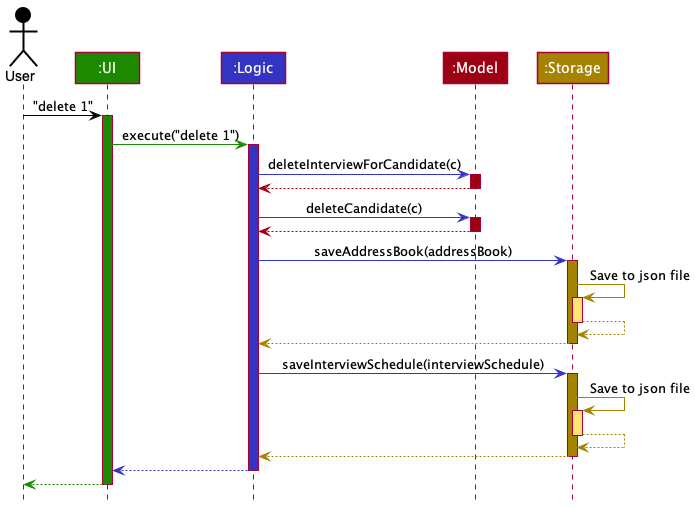 User
:UI
:Logic
:Model
:Storage
"delete 1"
execute("delete 1")
deleteInterviewForCandidate(c)
deleteCandidate(c)
saveAddressBook(addressBook)
Save to json file
saveInterviewSchedule(interviewSchedule)
Save to json file